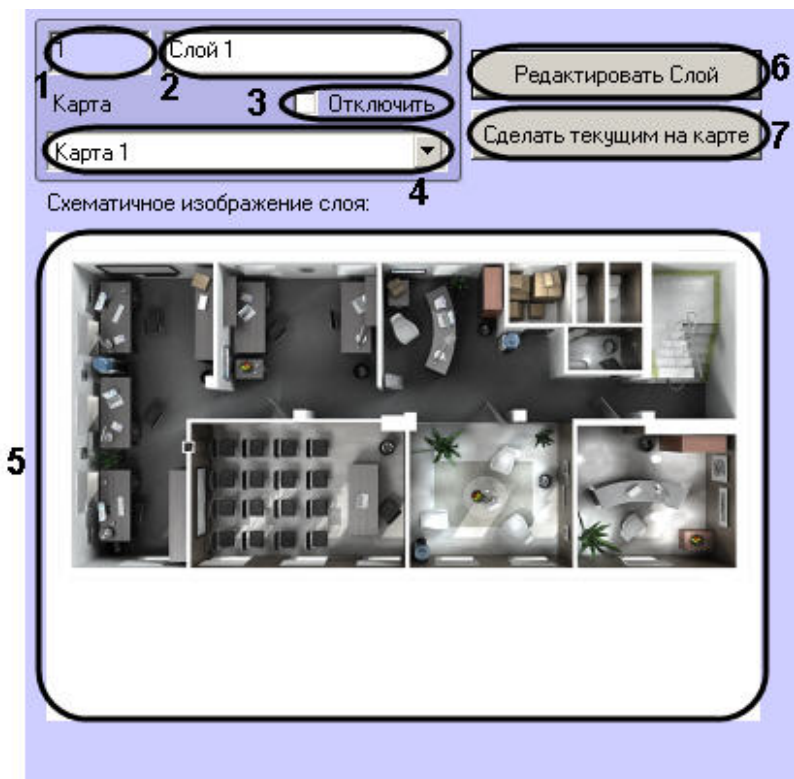 1
Слой 1
1
2
Карта
3
Отключить
Карта 1
4
Редактировать Слой
6
Сделать текущим на карте
7
Схематичное изображение слоя:
5